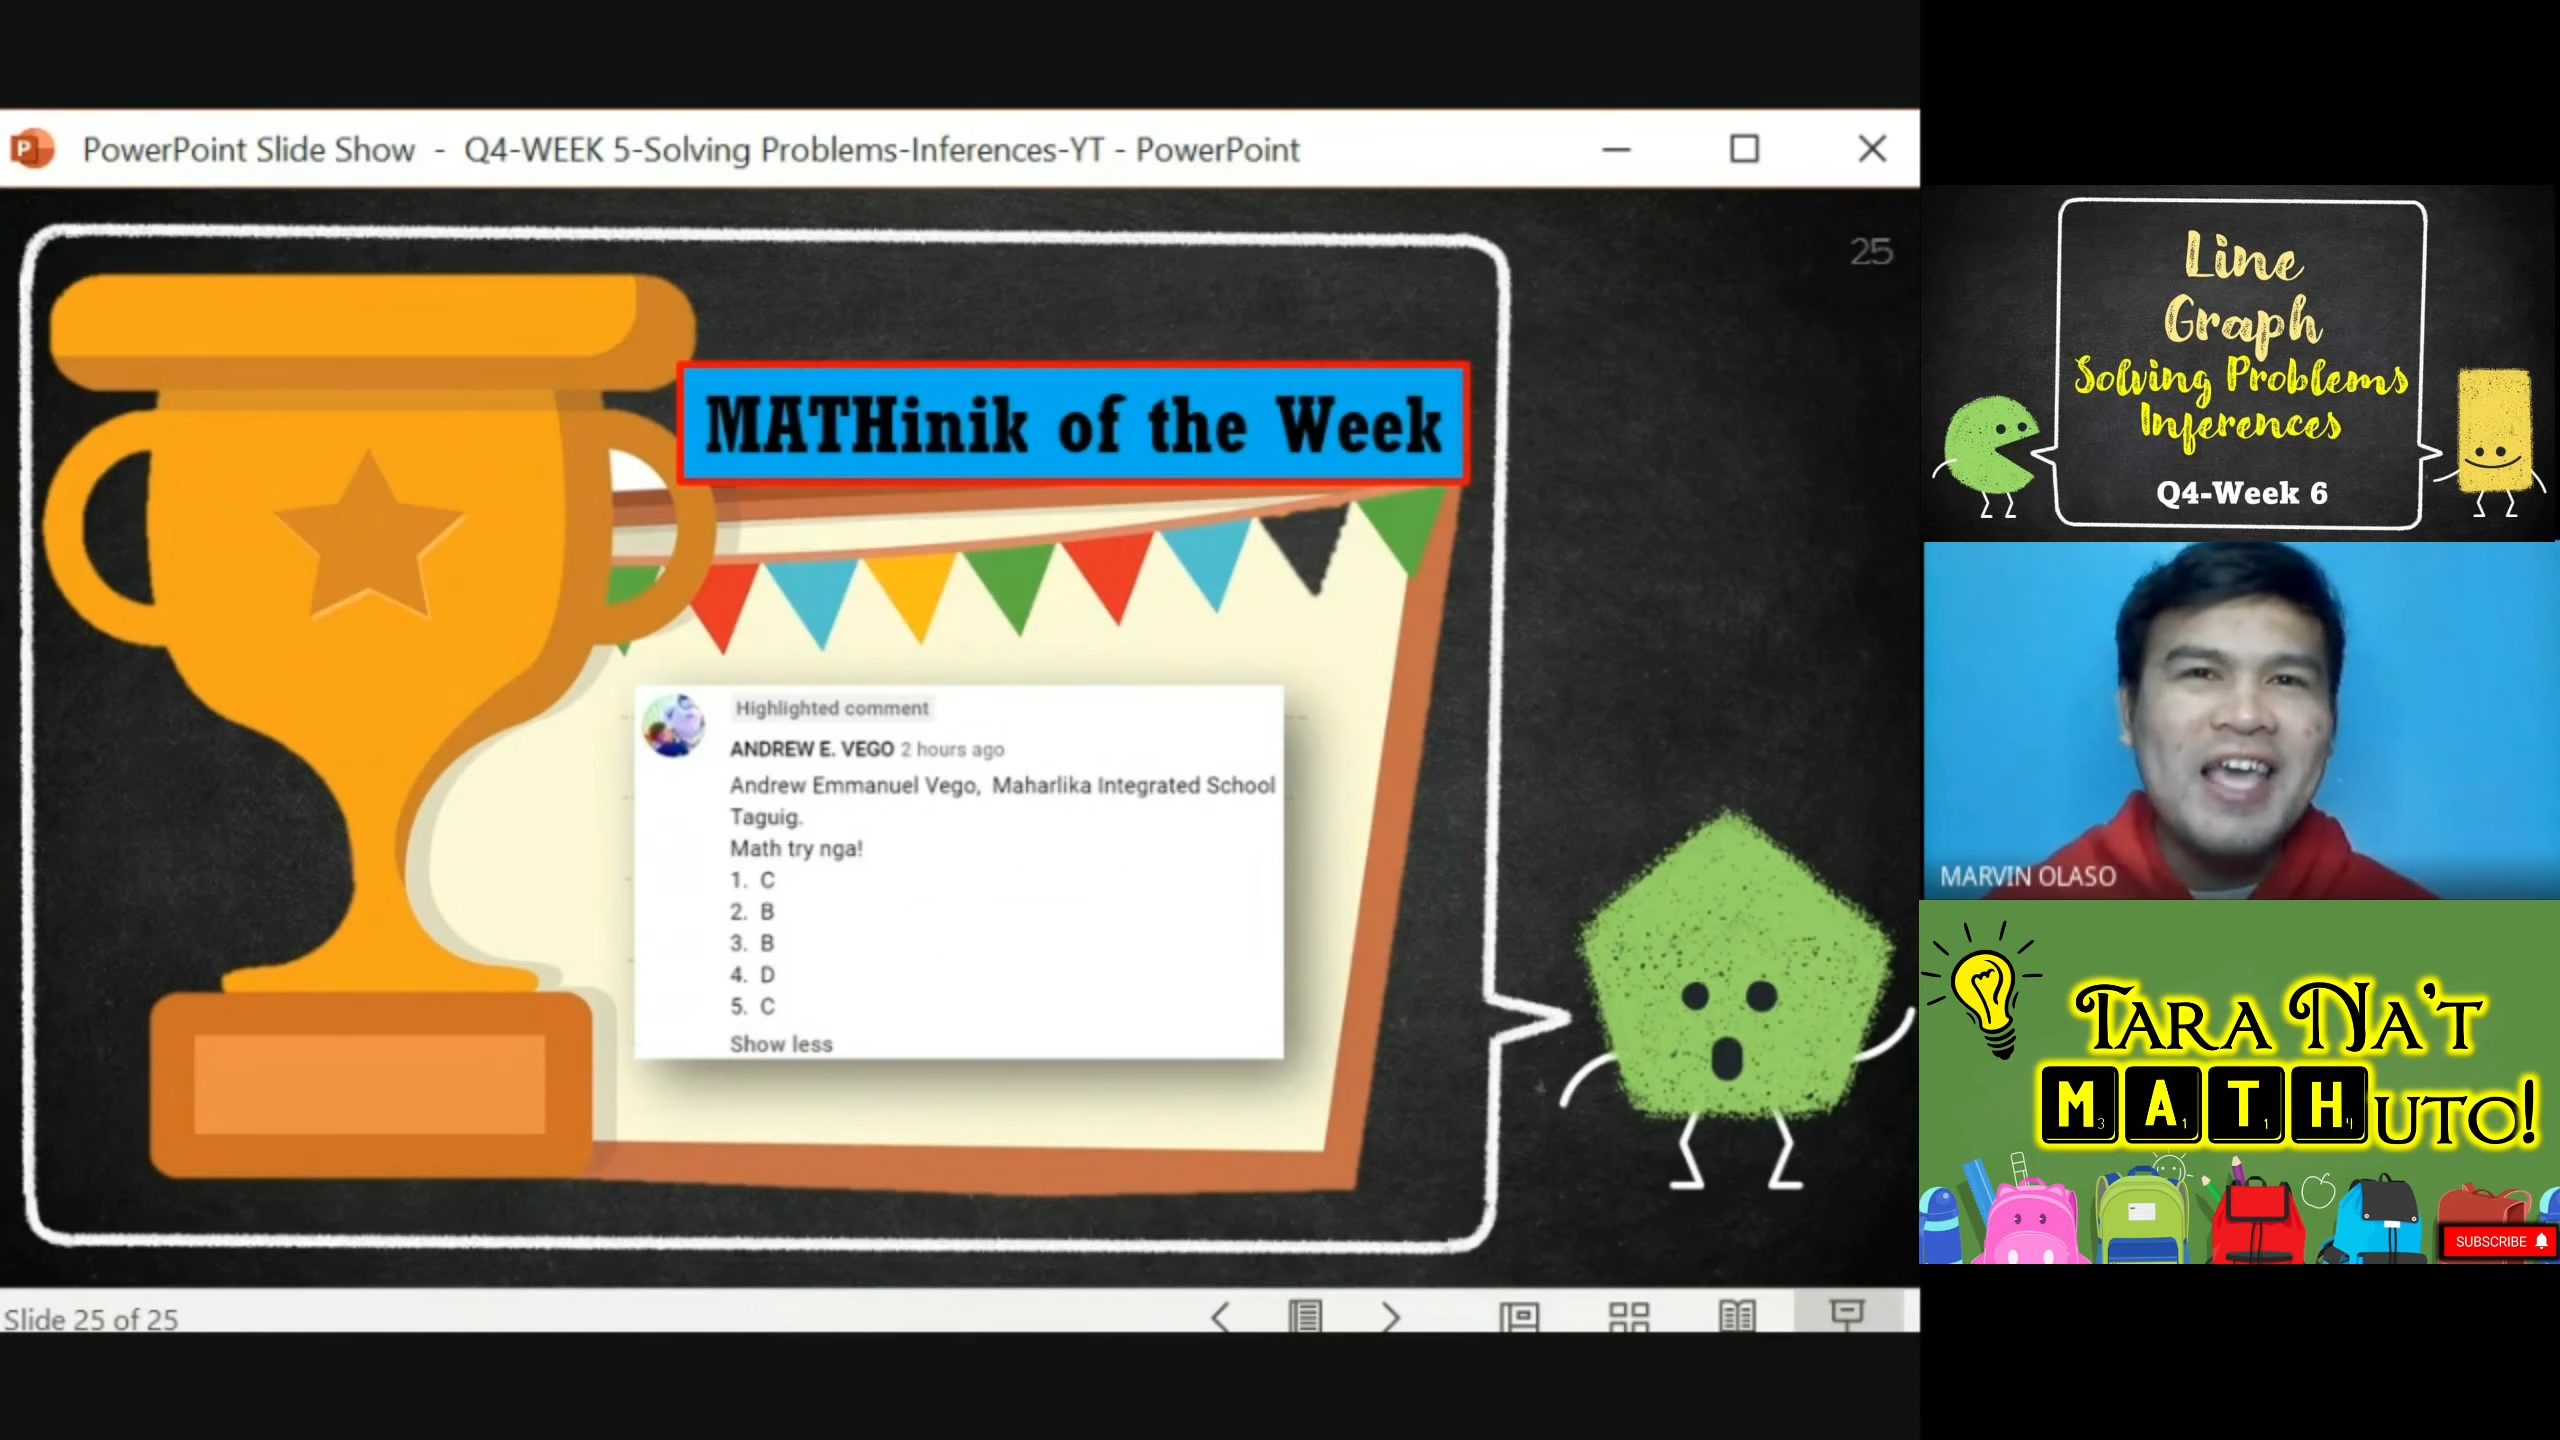 PowerPoint Slide Show - Q4-WEEK 5-Solving Problems-Inferences-YT - PowerPoint
25
MATHinik of the Week
Highlighted comment
ANDREW E. VEGO 2 hours ago
Andrew Emmanuel Vego, Maharlika Integrated School
Taguig.
Math try nga!
1. C
2. B
3. B
4. D
5. C
Show less
Slide 25 of 25
Line
Graph
Solving Problems
Inferences
Q4-Week 6
MARVIN OLASO
TARA NA'T
MATHUTO!
SUBSCRIBE